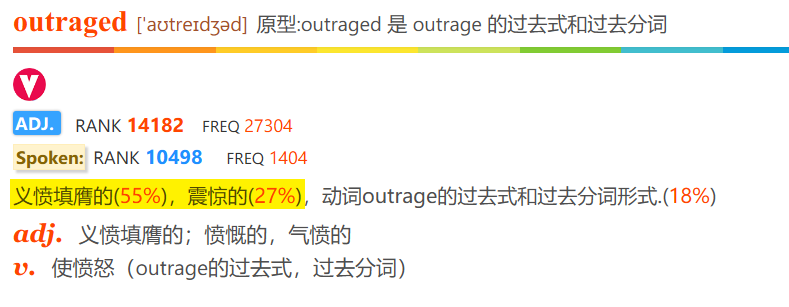 outraged ['aʊtreɪdʒəd] 原型:outraged 是 outrage 的过去式和过去分词
V
ADJ. RANK 14182 FREQ 27304
Spoken: RANK 10498 FREQ 1404
义愤填膺的(55%)，震惊的(27%)，动词outrage的过去式和过去分词形式.(18%)
adj. 义愤填膺的；愤慨的，气愤的
v. 使愤怒（outrage的过去式，过去分词）